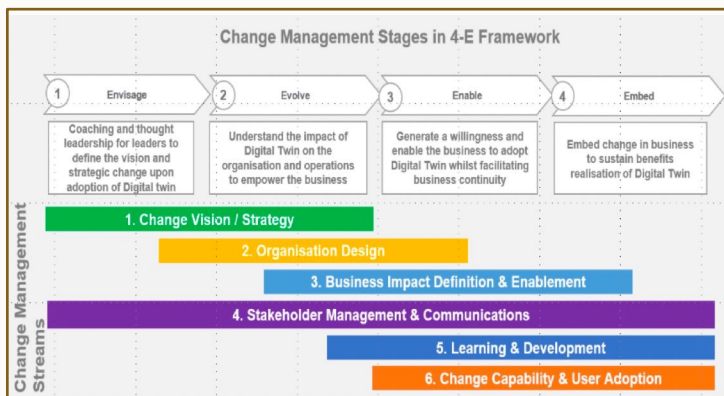 Change Management Stages in 4-E Framework
1
Envisage
2
Evolve
3
Enable
4
Embed
Coaching and thought
leadership for leaders to
define the vision and
strategic change upon
adoption of Digital twin
Understand the impact of
Digital Twin on the
organisation and operations
to empower the business
Generate a willingness and
enable the business to adopt
Digital Twin whilst facilitating
business continuity
Embed change in business
to sustain benefits
realisation of Digital Twin
Change Management
Streams
1. Change Vision / Strategy
2. Organisation Design
3. Business Impact Definition & Enablement
4. Stakeholder Management & Communications
5. Learning & Development
6. Change Capability & User Adoption